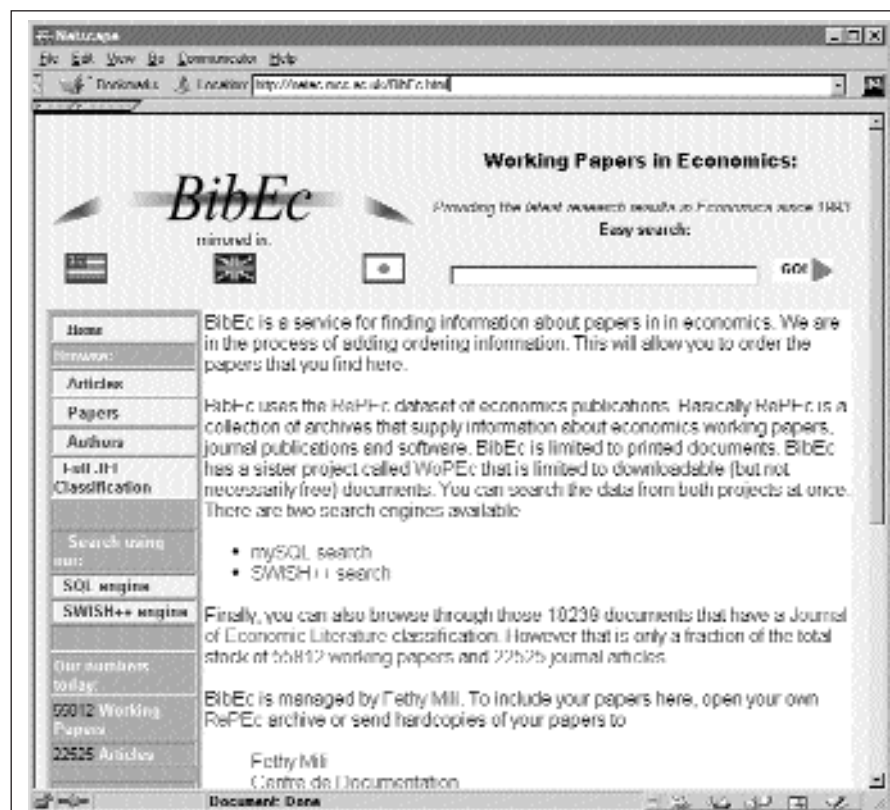 Netscape
File Edit View Go Communicator Help
Bookmarks Location: http://netec.mcc.ac.uk/BibEc.html
BibEc
mirrored in:
Working Papers in Economics:
Providing the latest research results in Economics since 1993
Easy search:
GO!
Home
Browse:
Articles
Papers
Authors
Full JEL
Classification
Search using
our:
SQL engine
SWISH++ engine
Our numbers
today:
55812 Working
Papers
22525 Articles
BibEc is a service for finding information about papers in in economics. We are
in the process of adding ordering information. This will allow you to order the
papers that you find here.
BibEc uses the RePEc dataset of economics publications. Basically RePEc is a
collection of archives that supply information about economics working papers,
journal publications and software. BibEc is limited to printed documents. BibEc
has a sister project called WoPEc that is limited to downloadable (but not
necessarily free) documents. You can search the data from both projects at once.
There are two search engines available
• mySQL search
• SWISH++ search
Finally, you can also browse through those 18239 documents that have a Journal
of Economic Literature classification. However that is only a fraction of the total
stock of 55812 working papers and 22525 journal articles.
BibEc is managed by Fethy Mili. To include your papers here, open your own
RePEc archive or send hardcopies of your papers to
Fethy Mili
Centre de Documentation
Document: Done